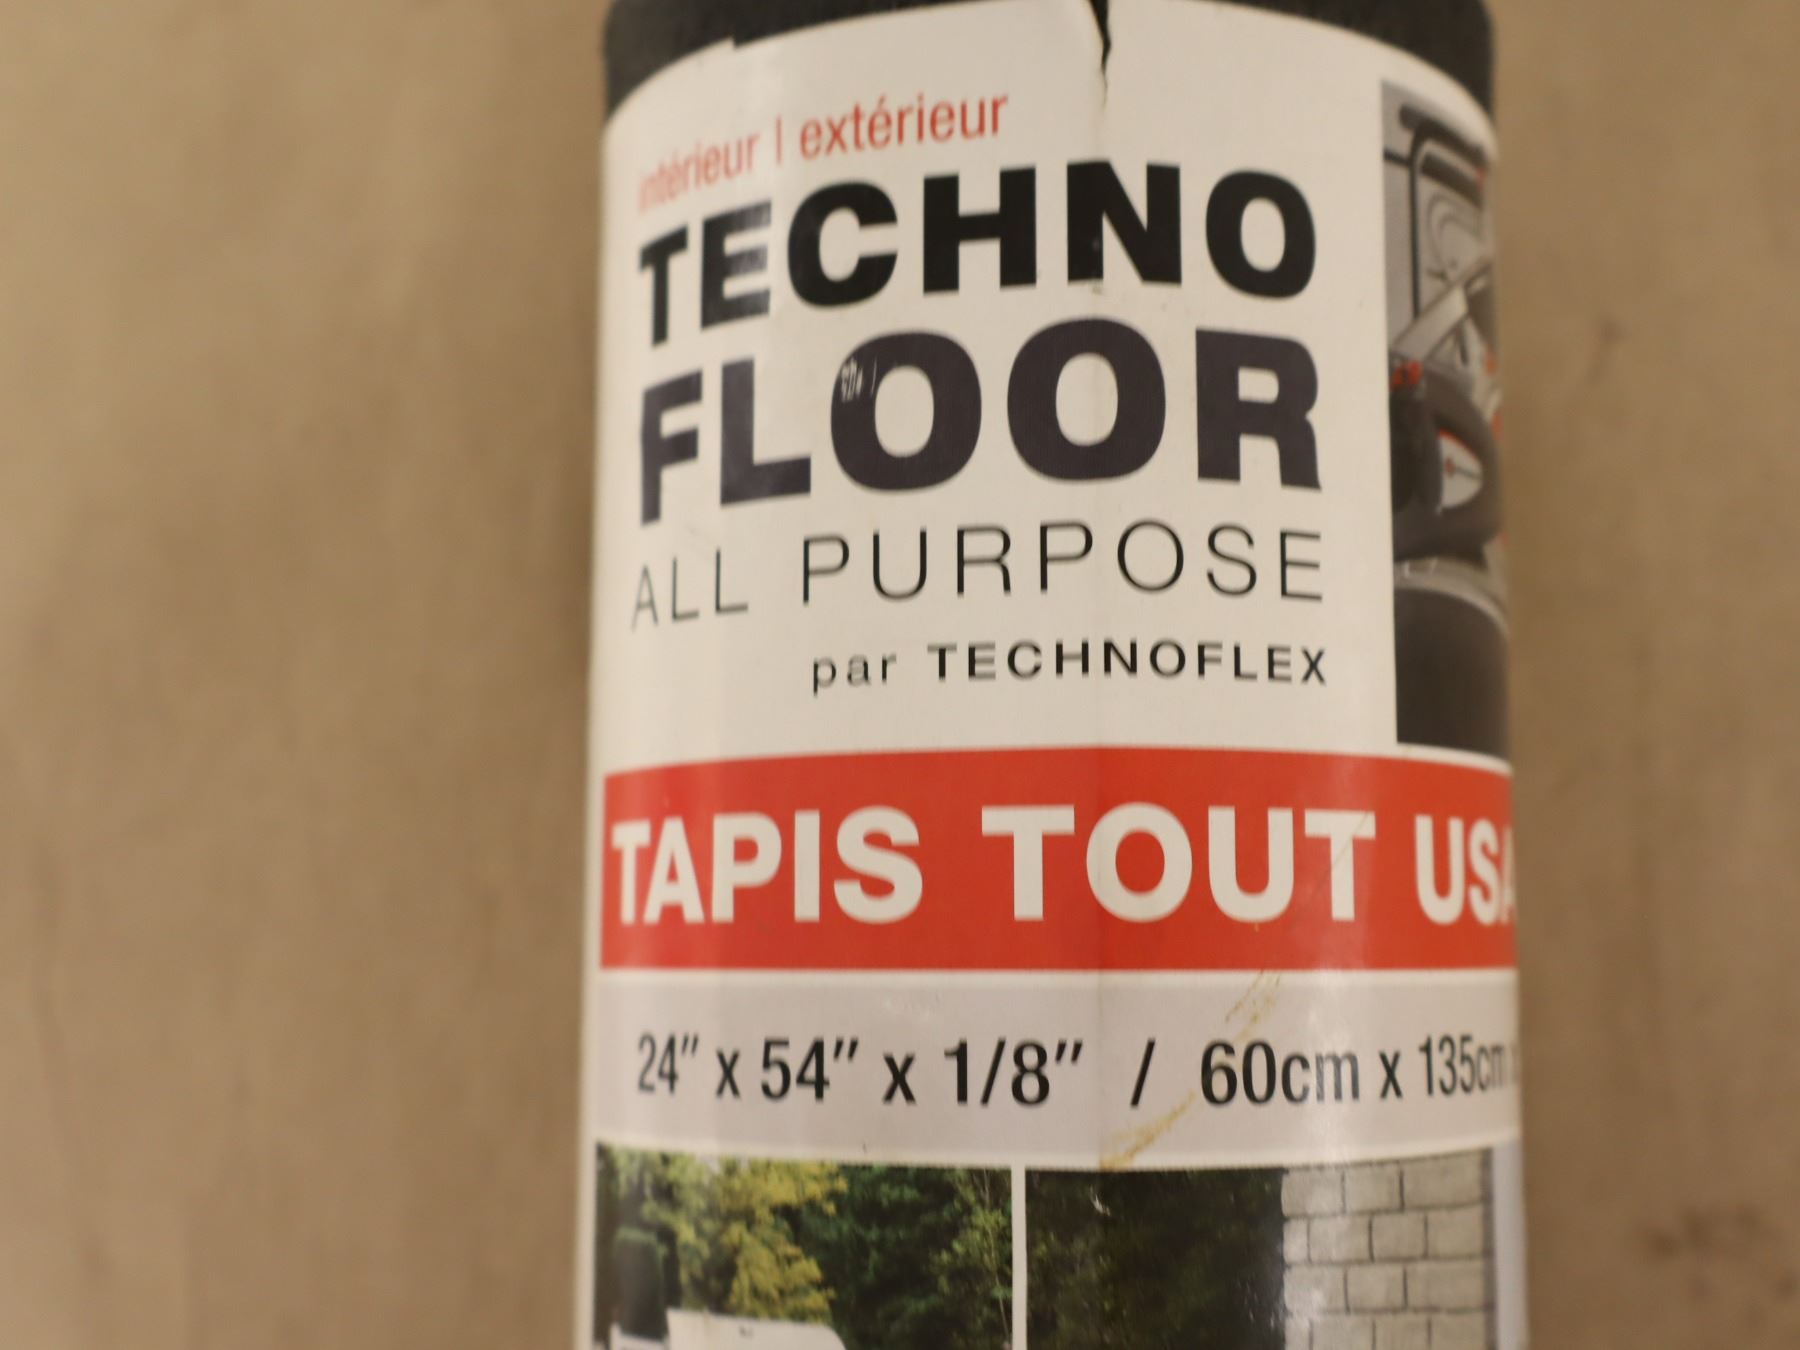 intérieur | extérieur
TECHNO
FLOOR
ALL PURPOSE
par TECHNOFLEX
TAPIS TOUT USA
24" x 54" x 1/8" / 60cm x 135cm